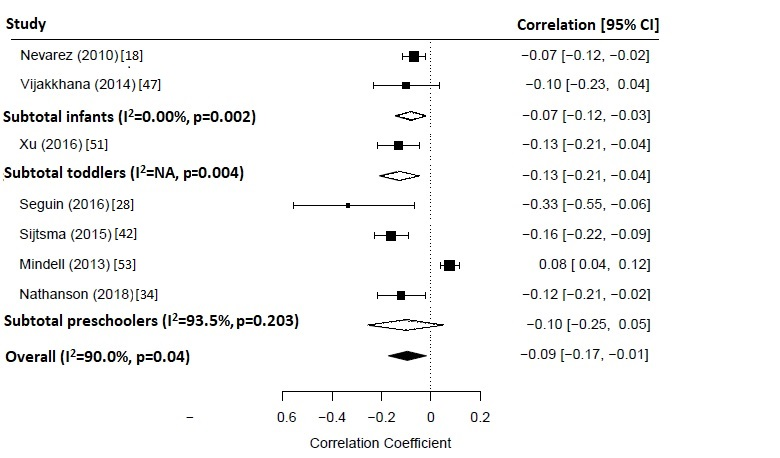 Study Correlation [95% CI]
Nevarez (2010)[18] −0.07 [−0.12, −0.02]
Vijakkhana (2014)[47] −0.10 [−0.23, 0.04]
Subtotal infants (I²=0.00%, p=0.002) −0.07 [−0.12, −0.03]
Xu (2016)[51] −0.13 [−0.21, −0.04]
Subtotal toddlers (I²=NA, p=0.004) −0.13 [−0.21, −0.04]
Seguin (2016)[28] −0.33 [−0.55, −0.06]
Sijtsma (2015)[42] −0.16 [−0.22, −0.09]
Mindell (2013)[53] 0.08 [ 0.04, 0.12]
Nathanson (2018)[34] −0.12 [−0.21, −0.02]
Subtotal preschoolers (I²=93.5%, p=0.203) −0.10 [−0.25, 0.05]
Overall (I²=90.0%, p=0.04) −0.09 [−0.17, −0.01]
− 0.6 −0.4 −0.2 0 0.2
Correlation Coefficient